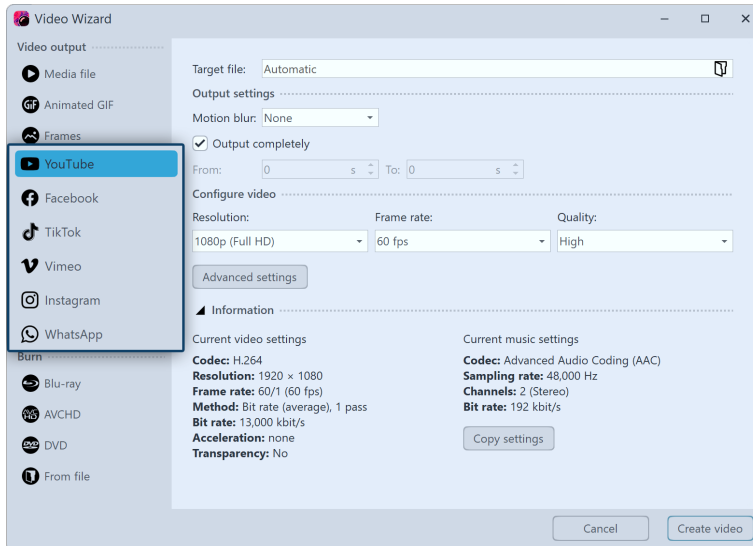 Video Wizard
Video output
Media file
GiF Animated GIF
Frames
YouTube
Facebook
TikTok
Vimeo
Instagram
WhatsApp
Burn
Blu-ray
AVCHD
DVD DVD
From file
Target file: Automatic
Output settings
Motion blur: None
Output completely
From: 0 s To: 0 s
Configure video
Resolution: Frame rate: Quality:
1080p (Full HD) 60 fps High
Advanced settings
Information
Current video settings
Codec: H.264
Resolution: 1920 × 1080
Frame rate: 60/1 (60 fps)
Method: Bit rate (average), 1 pass
Bit rate: 13,000 kbit/s
Acceleration: none
Transparency: No
Current music settings
Codec: Advanced Audio Coding (AAC)
Sampling rate: 48,000 Hz
Channels: 2 (Stereo)
Bit rate: 192 kbit/s
Copy settings
Cancel Create video